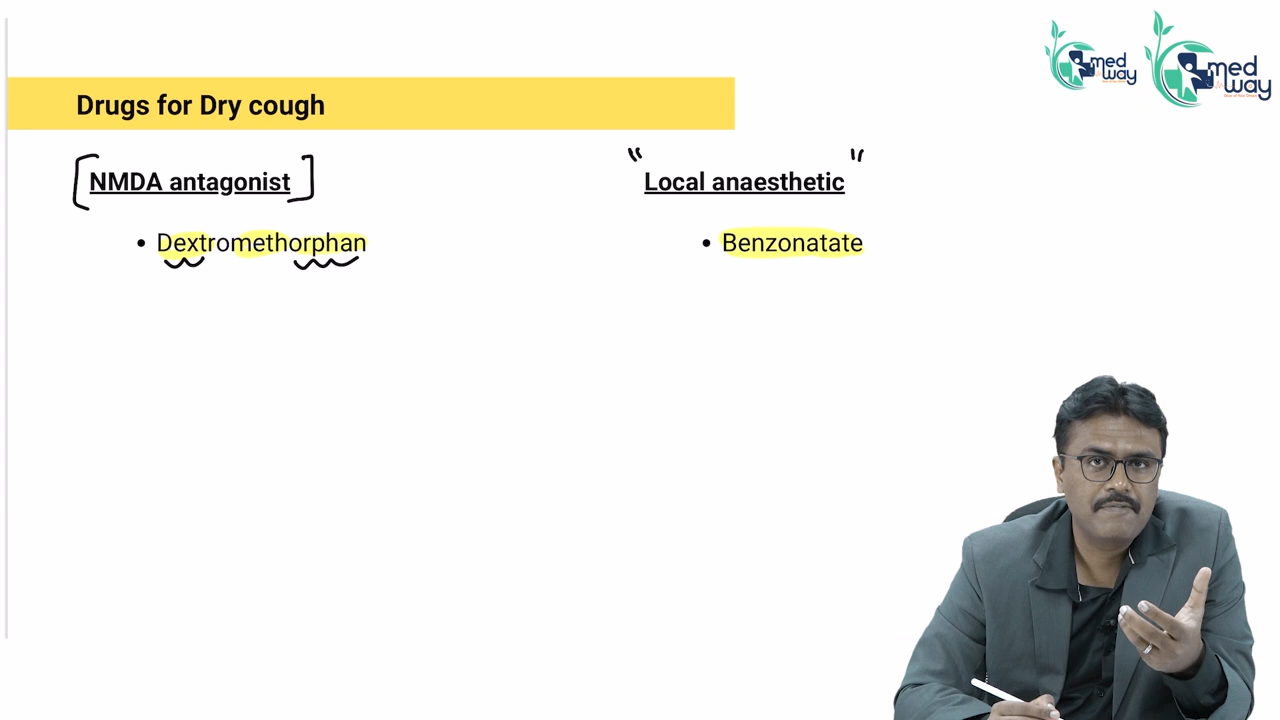 med
way
med
way
Drugs for Dry cough
[NMDA antagonist]
"Local anaesthetic"
• Dextromethorphan
• Benzonatate